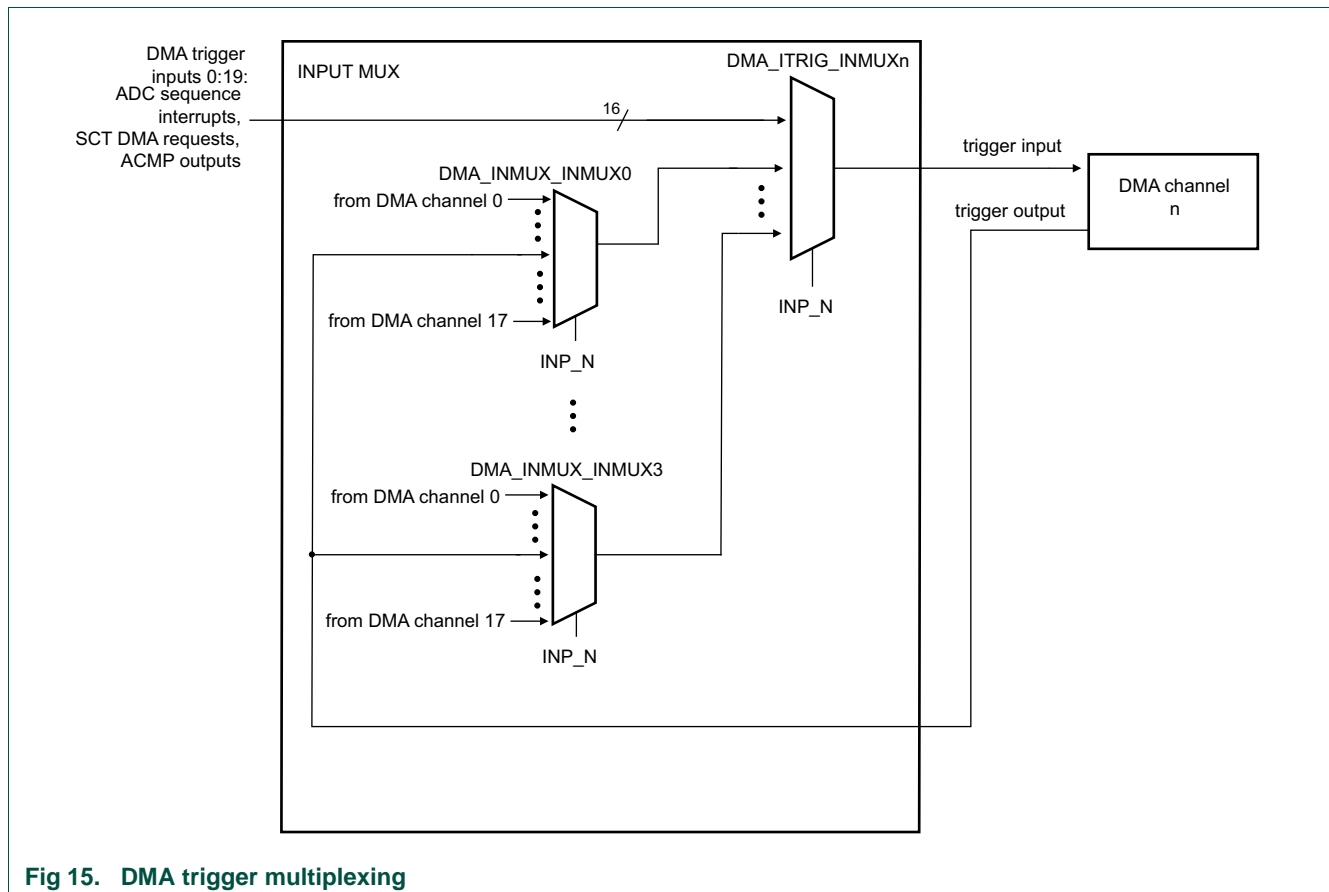 DMA trigger
inputs 0:19:
ADC sequence
interrupts,
SCT DMA requests,
ACMP outputs
INPUT MUX
DMA_ITRIG_INMUXn
16
DMA_INMUX_INMUX0
from DMA channel 0
from DMA channel 17
INP_N
INP_N
trigger input
trigger output
DMA channel
n
DMA_INMUX_INMUX3
from DMA channel 0
from DMA channel 17
INP_N
Fig 15. DMA trigger multiplexing